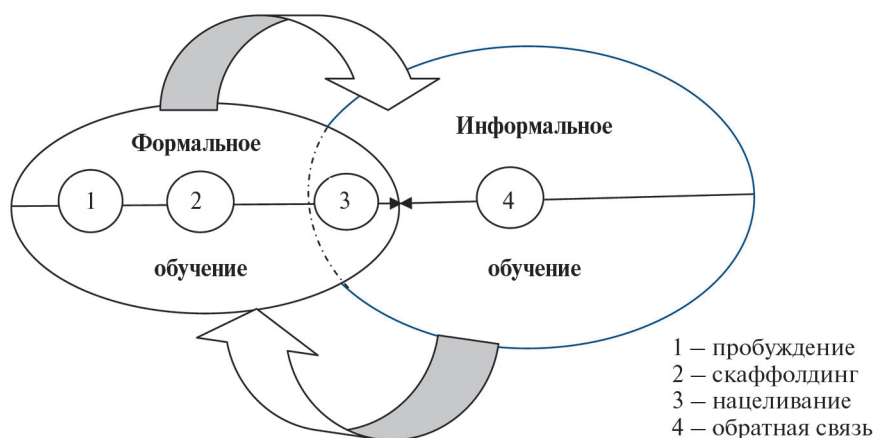 Формальное
Информальное
1
2
3
4
обучение
обучение
1 – пробуждение
2 – скаффолдинг
3 – нацеливание
4 – обратная связь